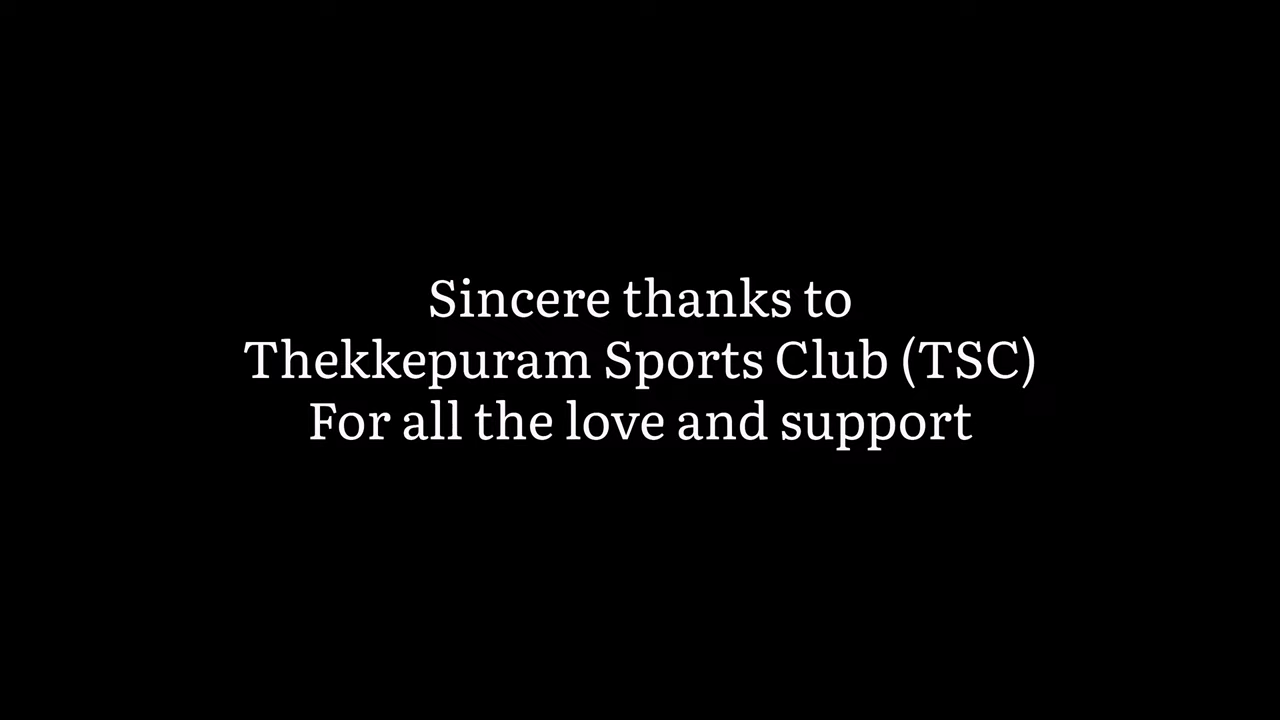 Sincere thanks to
Thekkepuram Sports Club (TSC)
For all the love and support